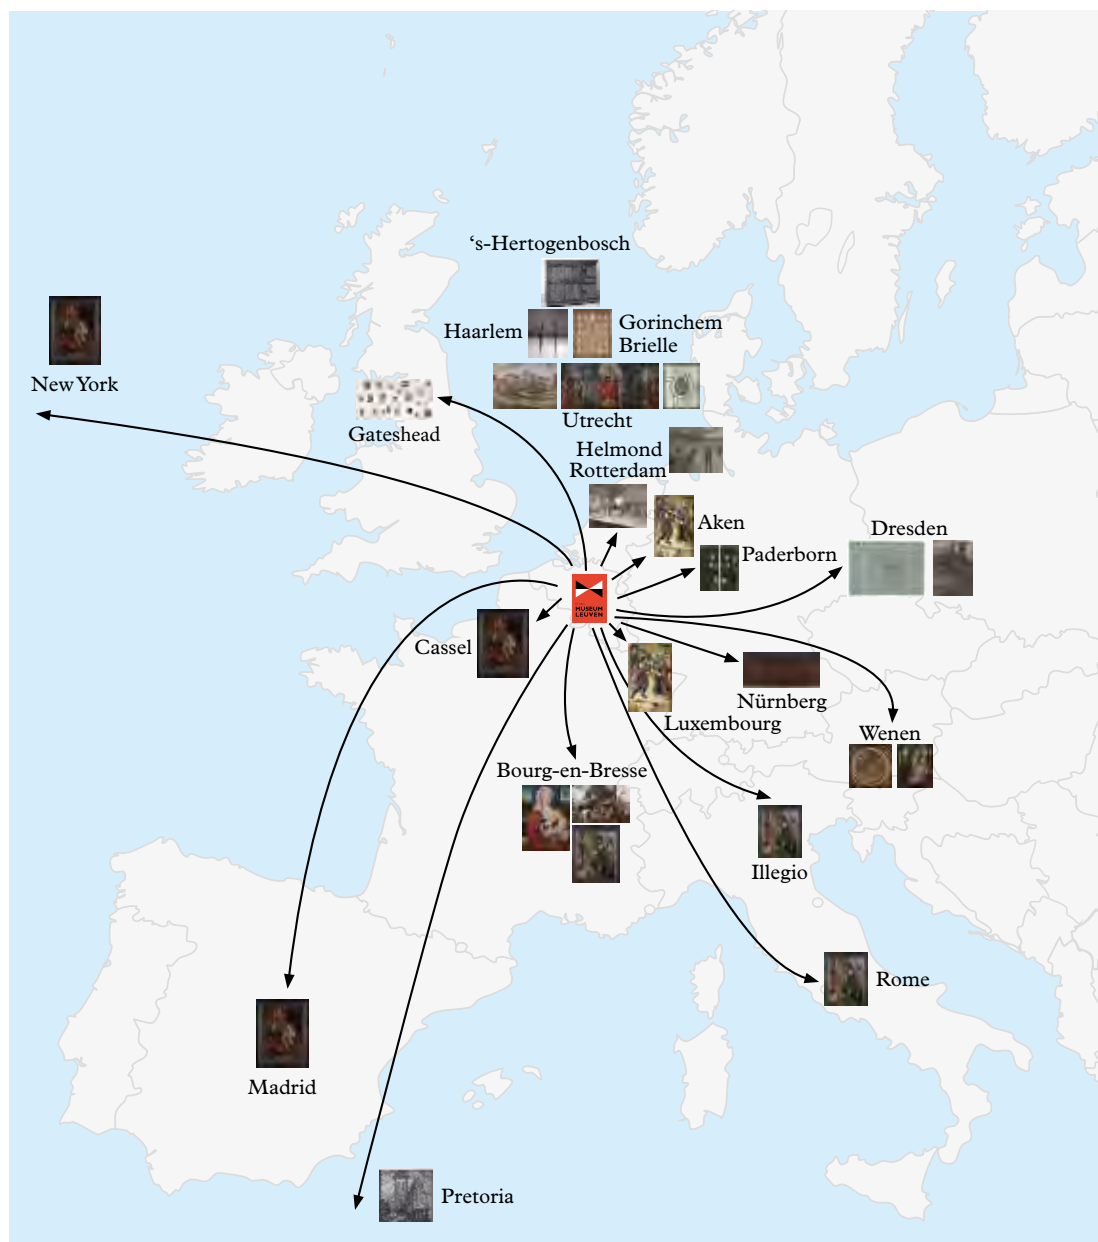 ‘s-Hertogenbosch
Haarlem
Gorinchem
Brielle
New York
Gateshead
Utrecht
Helmond
Rotterdam
Aken
Dresden
Paderborn
MUSEUM
LEUVEN
Cassel
Nürnberg
Luxembourg
Wenen
Bourg-en-Bresse
Illegio
Rome
Madrid
Pretoria